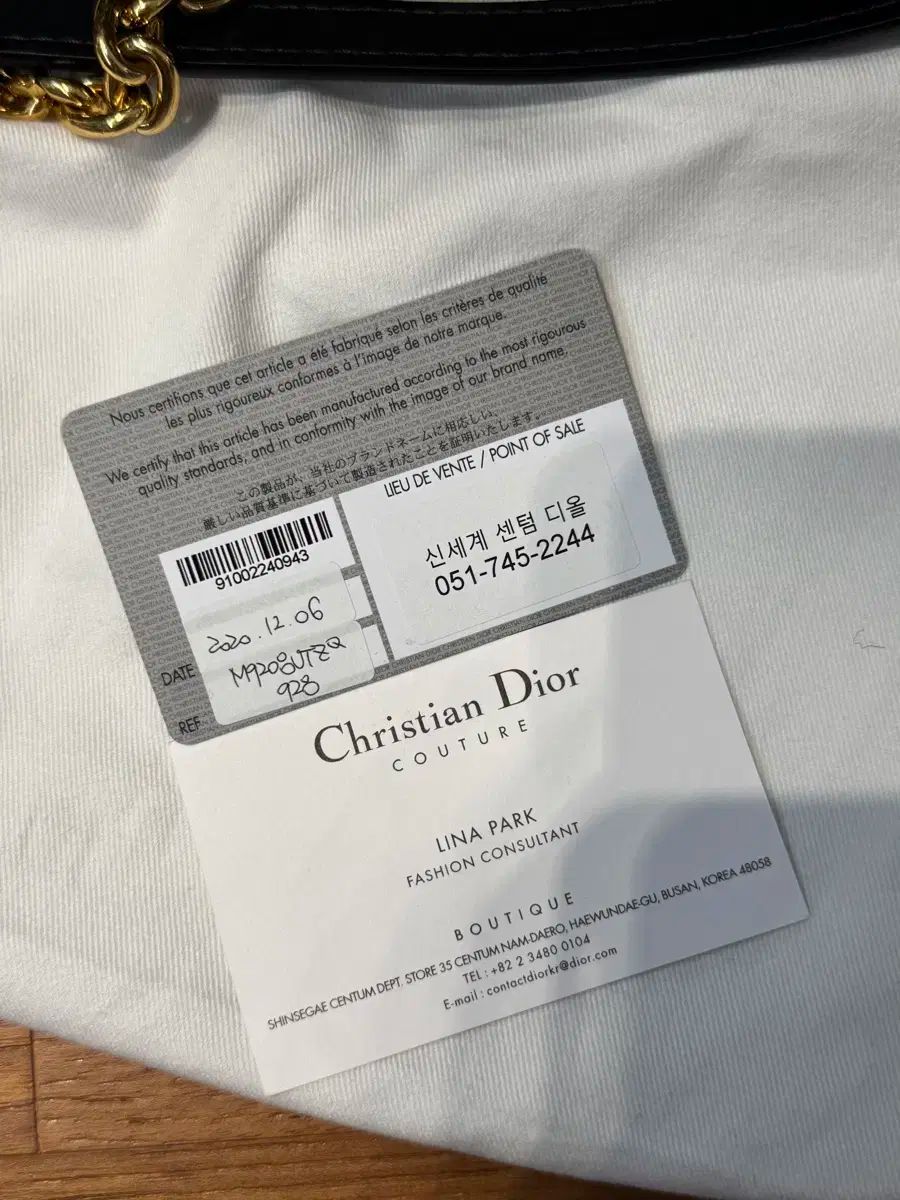 Nous certifions que cet article a été fabriqué selon les critères de qualité
les plus rigoureux conformes à l'image de notre marque.
We certify that this article has been manufactured according to the most rigourous
quality standards, and in conformity with the image of our brand name.
この製品が、当社のブランドネームに相応しい、
厳しい品質基準に基づいて製造されたことを証明いたします。
LIEU DE VENTE / POINT OF SALE
신세계 센텀 디올
051-745-2244
91002240943
DATE 2020.12.06
REF M9208UTZQ
928
Christian Dior
COUTURE
LINA PARK
FASHION CONSULTANT
BOUTIQUE
SHINSEGAE CENTUM DEPT. STORE 35 CENTUM NAM-DAERO, HAEWUNDAE-GU, BUSAN, KOREA 48058
TEL : +82 2 3480 0104
E-mail : contactdiorkr@dior.com